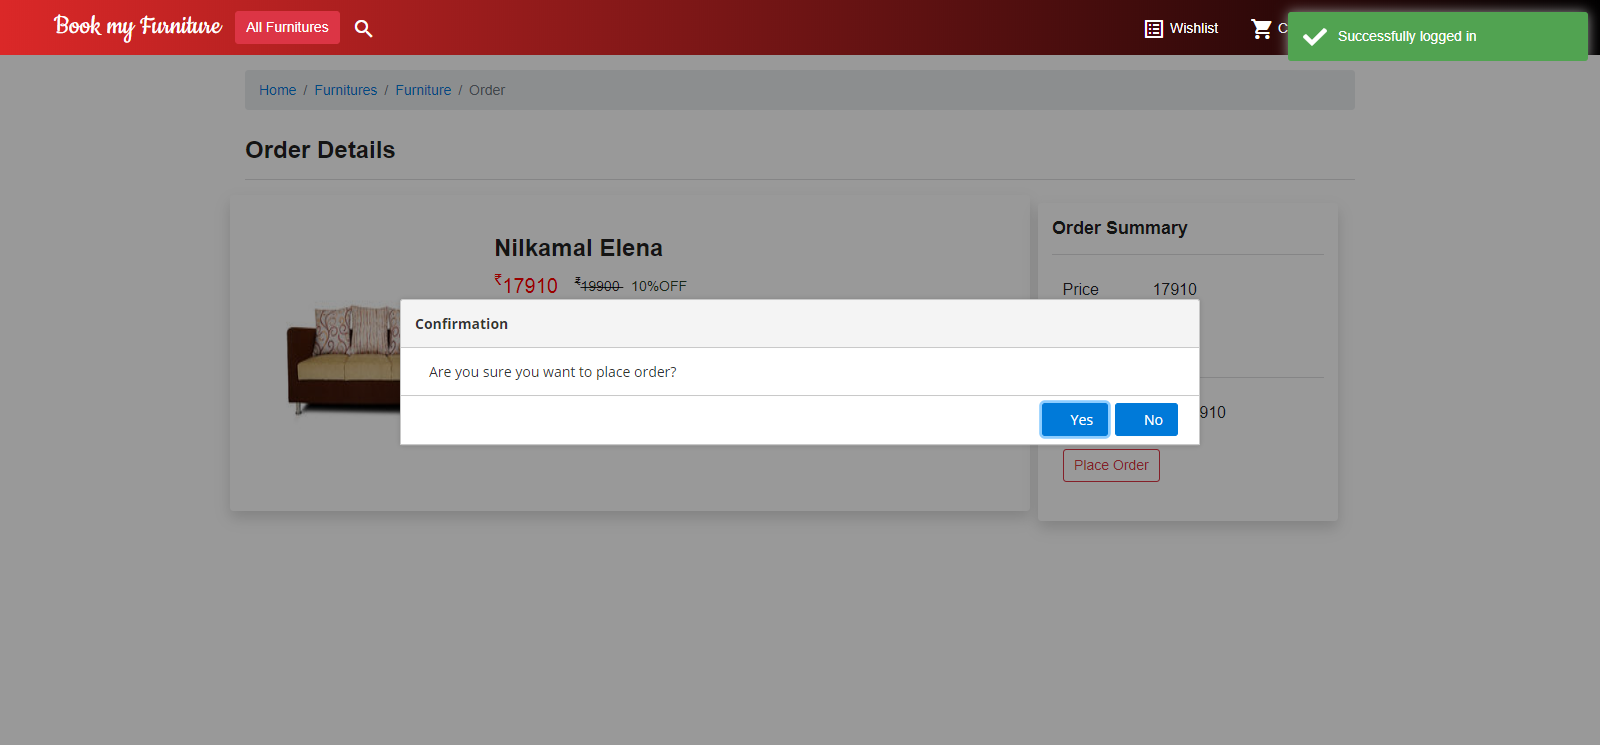 Book my Furniture
All Furnitures
Wishlist
Successfully logged in
Home / Furnitures / Furniture / Order
Order Details
Nilkamal Elena
₹17910 ₹19900 10%OFF
Order Summary
Price 17910
Confirmation
Are you sure you want to place order?
Yes No
910
Place Order